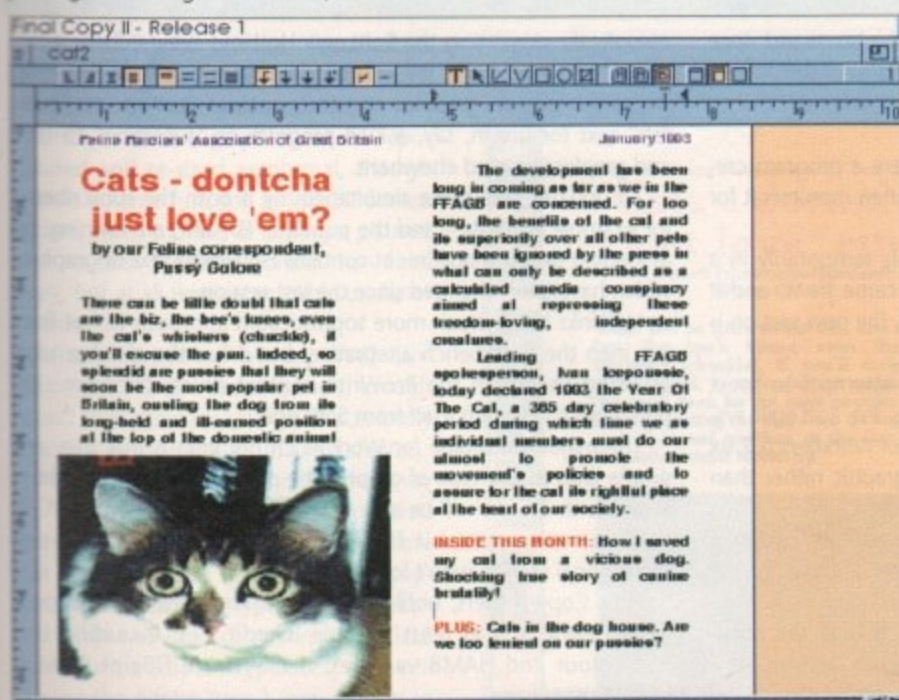 Final Copy II - Release 1
cat2
1 2 3 4 5 6 7 8 9 10
Feline Fanciers' Association of Great Britain
January 1993
Cats - dontcha
just love 'em?
by our Feline correspondent,
Pussy Galore
There can be little doubt that cats
are the biz, the bee's knees, even
the cat's whiskers (chuckle), if
you'll excuse the pun. Indeed, so
splendid are pussies that they will
soon be the most popular pet in
Britain, ousting the dog from its
long-held and ill-earned position
at the top of the domestic animal
The development has been
long in coming as far as we in the
FFAGB are concerned. For too
long, the benefits of the cat and
its superiority over all other pets
have been ignored by the press in
what can only be described as a
calculated media conspiracy
aimed at repressing these
freedom-loving, independent
creatures.
Leading FFAGB
spokesperson, Ivan Icepoussie,
today declared 1993 the Year Of
The Cat, a 365 day celebratory
period during which time we as
individual members must do our
utmost to promote the
movement's policies and to
assure for the cat its rightful place
at the heart of our society.
INSIDE THIS MONTH: How I saved
my cat from a vicious dog.
Shocking true story of canine
brutality!
PLUS: Cats in the dog house. Are
we too lenient on our pussies?